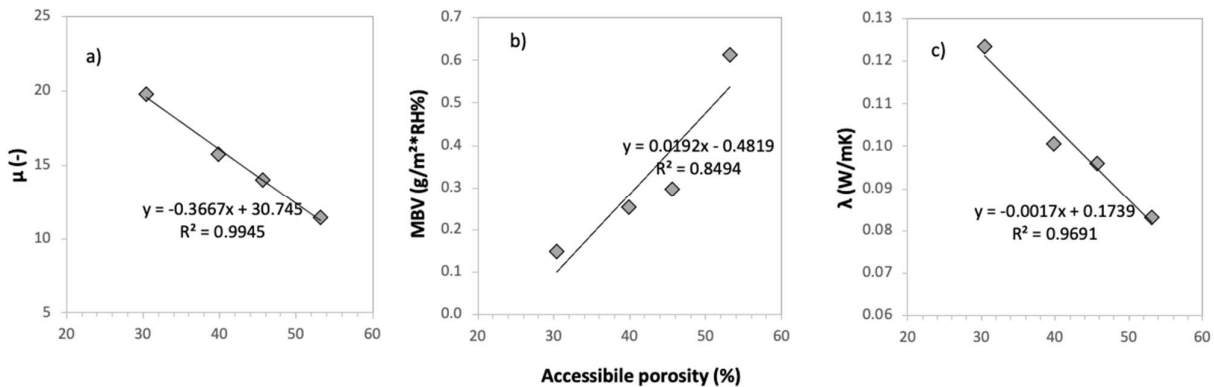 a)
μ (-)
25
20
15
10
5
y = -0.3667x + 30.745
R² = 0.9945
20 30 40 50 60
b)
MBV (g/m²*RH%)
0.7
0.6
0.5
0.4
0.3
0.2
0.1
0.0
y = 0.0192x - 0.4819
R² = 0.8494
20 30 40 50 60
c)
λ (W/mK)
0.13
0.12
0.11
0.10
0.09
0.08
0.07
0.06
y = -0.0017x + 0.1739
R² = 0.9691
20 30 40 50 60
Accessibile porosity (%)